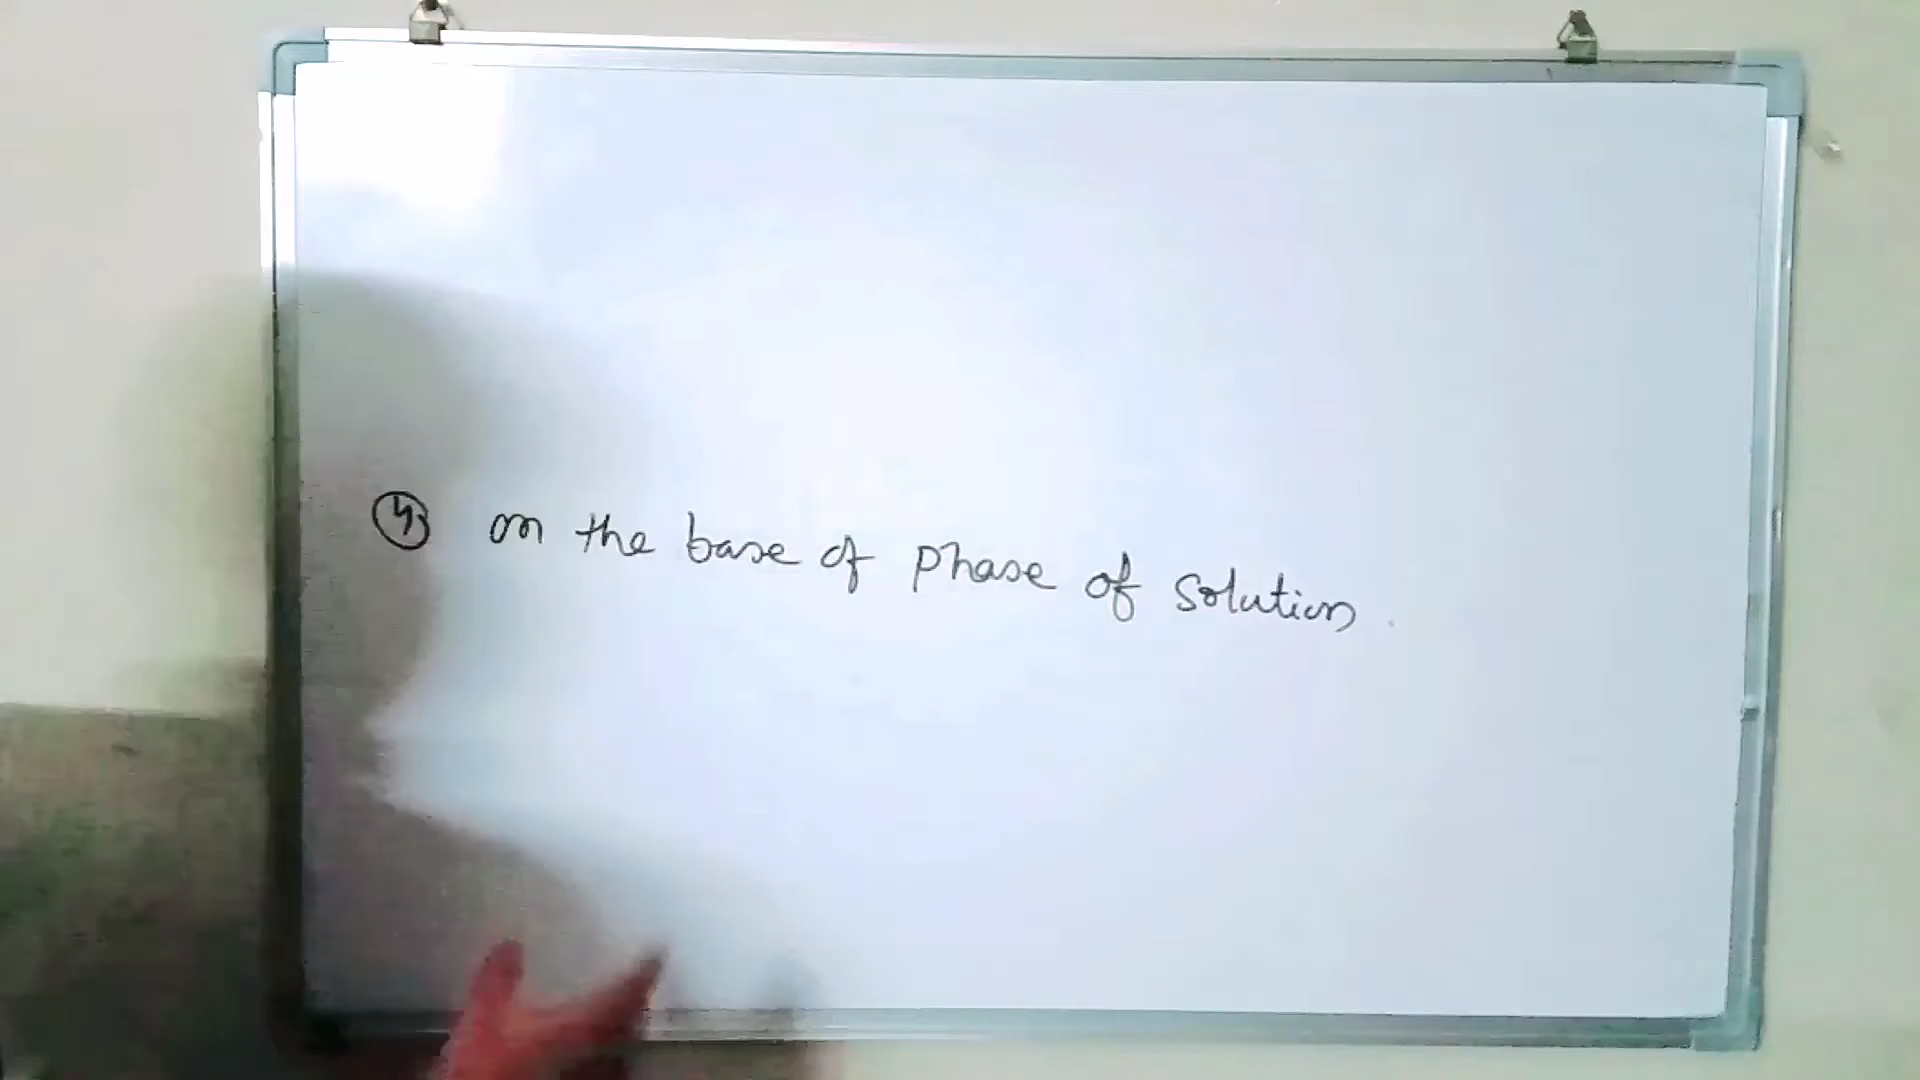 ④ on the base of phase of solution.